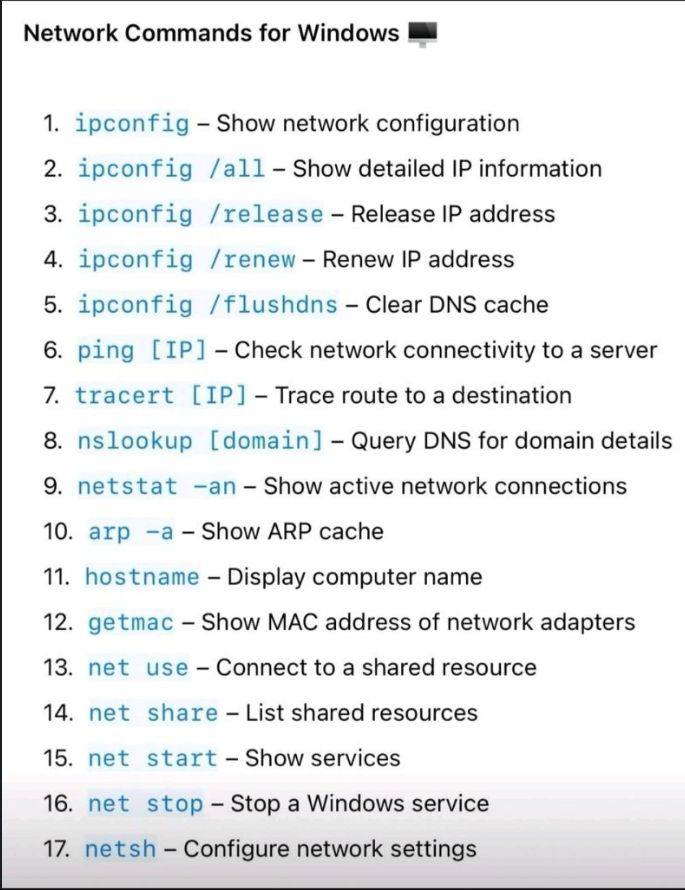 Network Commands for Windows 🖥️
1. ipconfig – Show network configuration
2. ipconfig /all – Show detailed IP information
3. ipconfig /release – Release IP address
4. ipconfig /renew – Renew IP address
5. ipconfig /flushdns – Clear DNS cache
6. ping [IP] – Check network connectivity to a server
7. tracert [IP] – Trace route to a destination
8. nslookup [domain] – Query DNS for domain details
9. netstat -an – Show active network connections
10. arp -a – Show ARP cache
11. hostname – Display computer name
12. getmac – Show MAC address of network adapters
13. net use – Connect to a shared resource
14. net share – List shared resources
15. net start – Show services
16. net stop – Stop a Windows service
17. netsh – Configure network settings